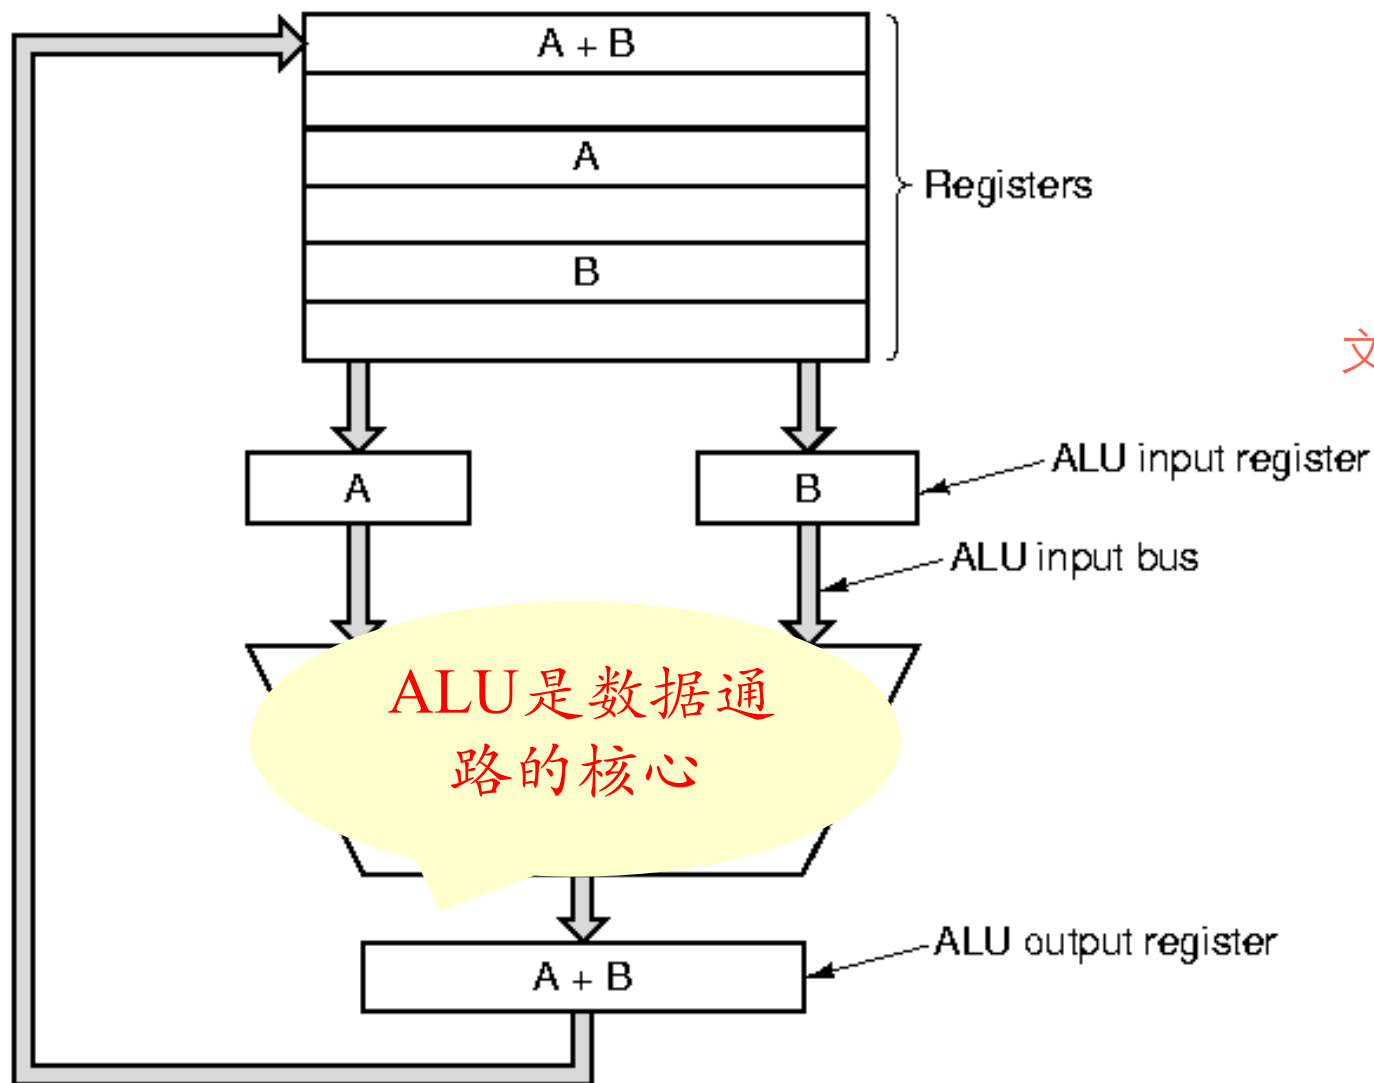 A + B
A
Registers
B
文
ALU input register
A
B
ALU input bus
ALU是数据通
路的核心
ALU output register
A + B